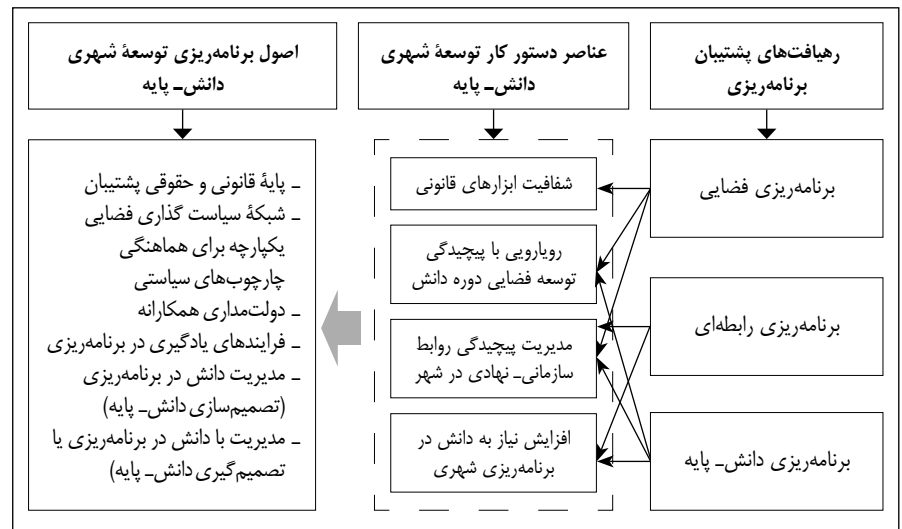 رهیافت‌های پشتیبان
برنامه‌ریزی
عناصر دستور کار توسعهٔ شهری
دانش‌ـ پایه
اصول برنامه‌ریزی توسعهٔ شهری
دانش‌ـ پایه
برنامه‌ریزی فضایی
برنامه‌ریزی رابطه‌ای
برنامه‌ریزی دانش‌ـ پایه
شفافیت ابزارهای قانونی
رویارویی با پیچیدگی
توسعه فضایی دوره دانش
مدیریت پیچیدگی روابط
سازمانی‌ـ نهادی در شهر
افزایش نیاز به دانش در
برنامه‌ریزی شهری
ـ پایهٔ قانونی و حقوقی پشتیبان
ـ شبکهٔ سیاست گذاری فضایی
یکپارچه برای هماهنگی
چارچوب‌های سیاستی
ـ دولت‌مداری همکارانه
ـ فرایندهای یادگیری در برنامه‌ریزی
ـ مدیریت دانش در برنامه‌ریزی
(تصمیم‌سازی دانش‌ـ پایه)
ـ مدیریت با دانش در برنامه‌ریزی یا
تصمیم‌گیری دانش‌ـ پایه)